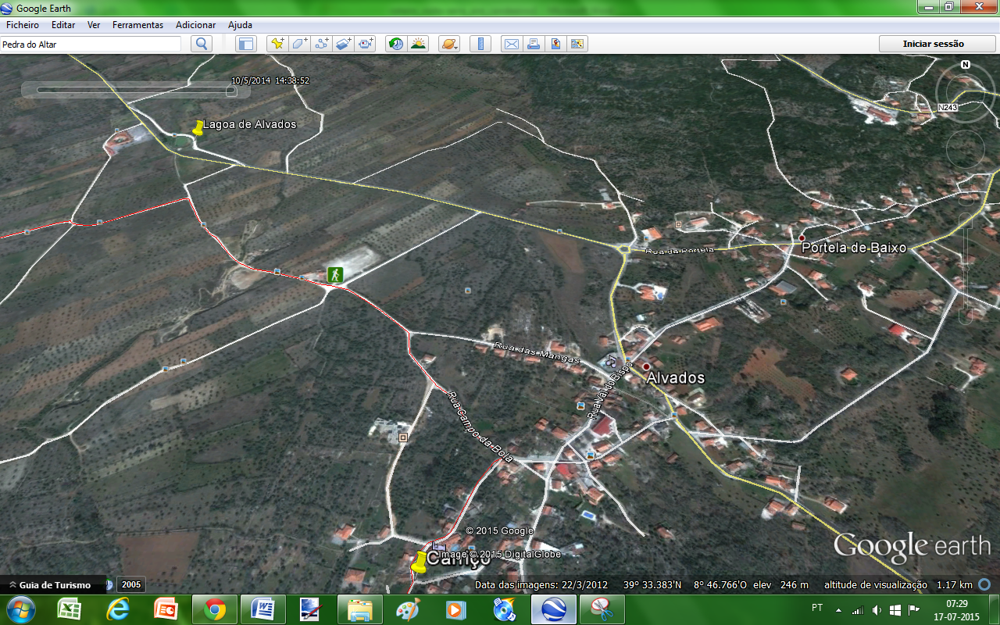 Google Earth
Ficheiro Editar Ver Ferramentas Adicionar Ajuda
Pedra do Altar
Iniciar sessão
10/5/2014 14:38:52
N
N243
Lagoa de Alvados
Rua da Portela
Portela de Baixo
Rua das Mangas
Alvados
Rua Val do Bispo
Rua Campo da Bola
© 2015 Google
Image © 2015 DigitalGlobe
Google earth
Guia de Turismo
2005
Data das imagens: 22/3/2012 39° 33.383'N 8° 46.766'O elev 246 m altitude de visualização 1.17 km
PT
07:29
17-07-2015